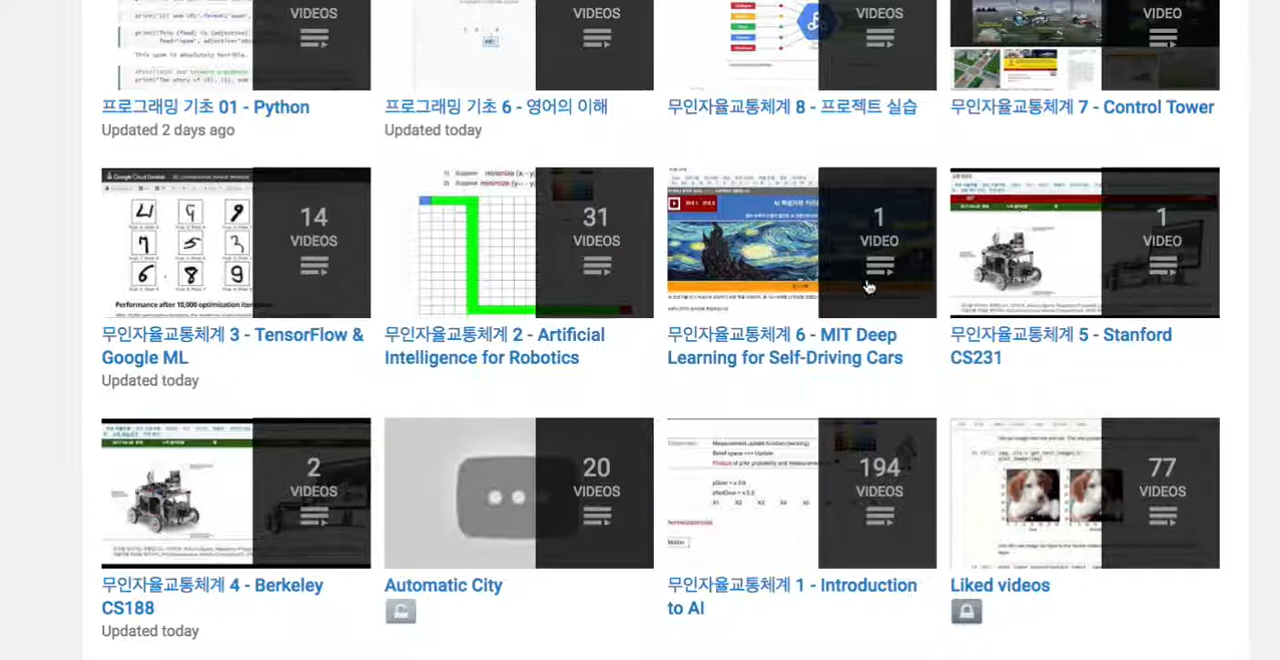 VIDEOS
VIDEOS
VIDEOS
VIDEO
프로그래밍 기초 01 - Python
Updated 2 days ago
프로그래밍 기초 6 - 영어의 이해
Updated today
무인자율교통체계 8 - 프로젝트 실습
무인자율교통체계 7 - Control Tower
Performance after 10,000 optimization
14
VIDEOS
무인자율교통체계 3 - TensorFlow &
Google ML
Updated today
31
VIDEOS
무인자율교통체계 2 - Artificial
Intelligence for Robotics
1
VIDEO
무인자율교통체계 6 - MIT Deep
Learning for Self-Driving Cars
1
VIDEO
무인자율교통체계 5 - Stanford
CS231
2
VIDEOS
무인자율교통체계 4 - Berkeley
CS188
Updated today
20
VIDEOS
Automatic City
194
VIDEOS
무인자율교통체계 1 - Introduction
to AI
77
VIDEOS
Liked videos